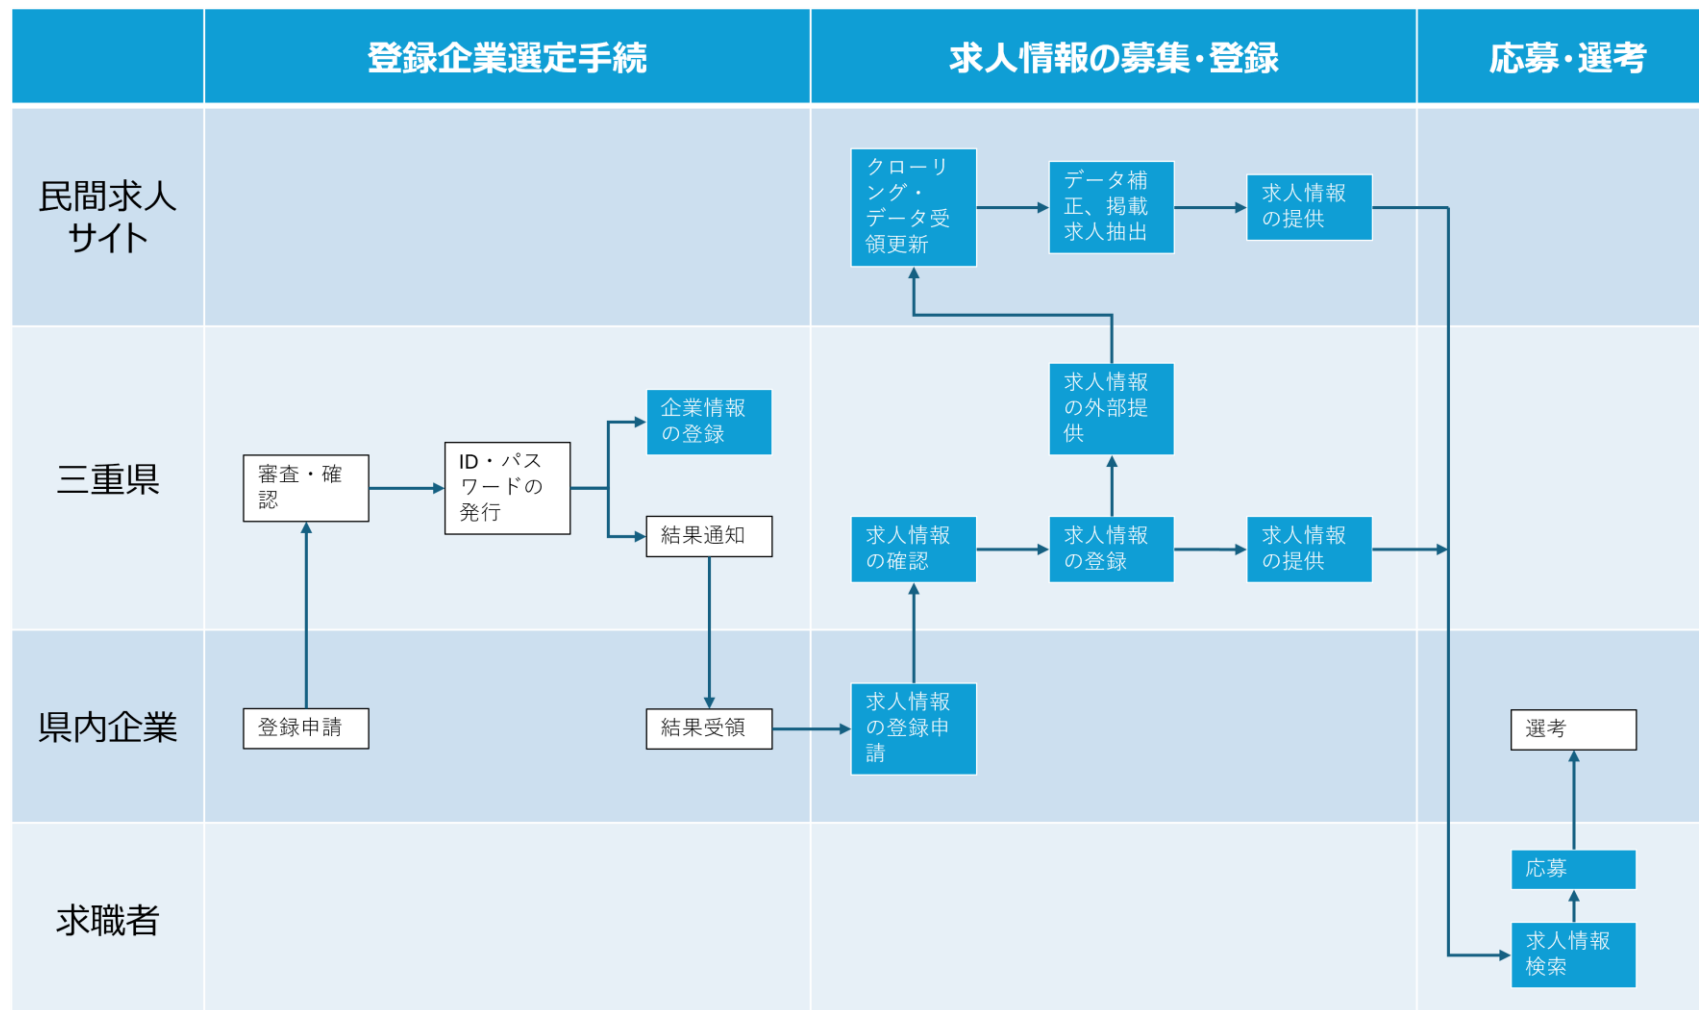 登録企業選定手続
求人情報の募集・登録
応募・選考
民間求人
サイト
クローリ
ング・
データ受
領更新
データ補
正、掲載
求人抽出
求人情報
の提供
三重県
審査・確
認
ID・パス
ワードの
発行
企業情報
の登録
結果通知
求人情報
の外部提
供
求人情報
の確認
求人情報
の登録
求人情報
の提供
県内企業
登録申請
結果受領
求人情報
の登録申
請
選考
求職者
応募
求人情報
検索